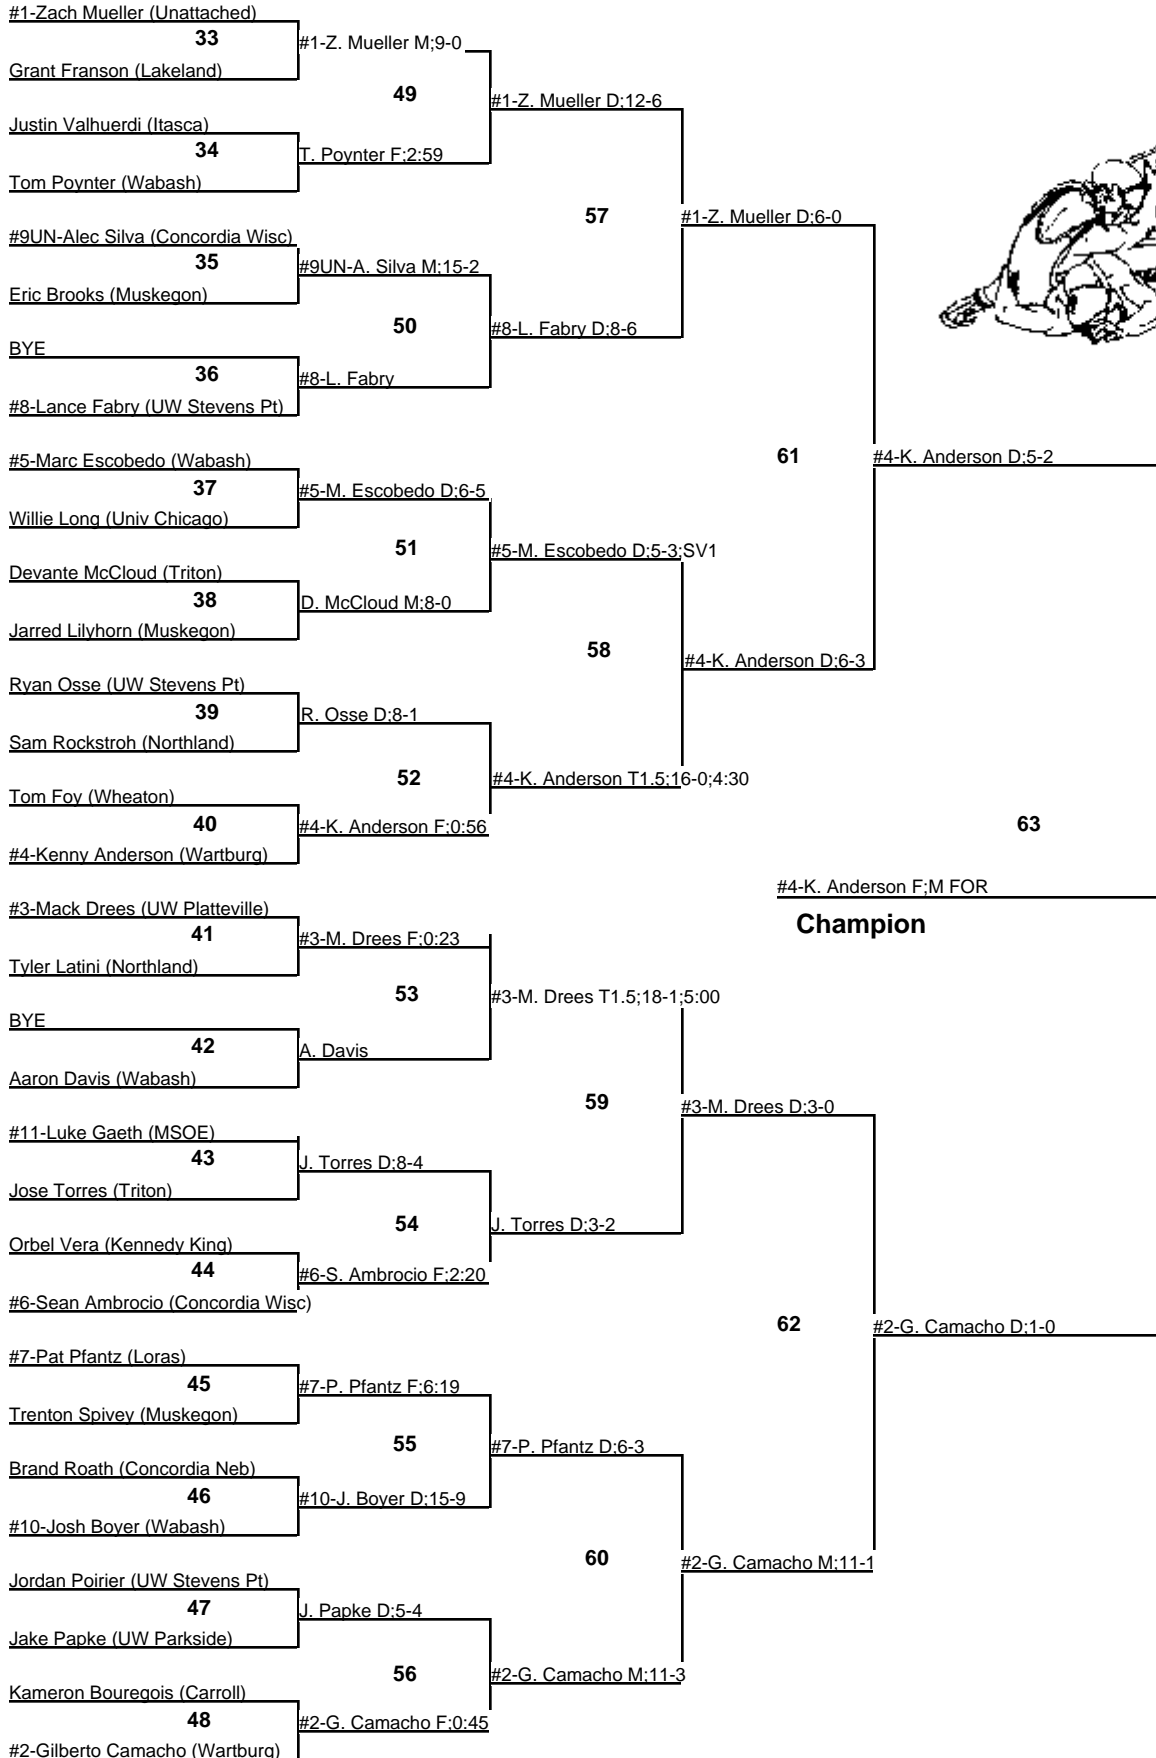 #1-Zach Mueller (Unattached)
33
#1-Z. Mueller M;9-0
Grant Franson (Lakeland)
49
#1-Z. Mueller D;12-6
Justin Valhuerdi (Itasca)
34
T. Poynter F;2:59
Tom Poynter (Wabash)
57
#1-Z. Mueller D;6-0
#9UN-Alec Silva (Concordia Wisc)
35
#9UN-A. Silva M;15-2
Eric Brooks (Muskegon)
50
#8-L. Fabry D;8-6
BYE
36
#8-L. Fabry
#8-Lance Fabry (UW Stevens Pt)
61
#4-K. Anderson D;5-2
#5-Marc Escobedo (Wabash)
37
#5-M. Escobedo D;6-5
Willie Long (Univ Chicago)
51
#5-M. Escobedo D;5-3;SV1
Devante McCloud (Triton)
38
D. McCloud M;8-0
Jarred Lilyhorn (Muskegon)
58
#4-K. Anderson D;6-3
Ryan Osse (UW Stevens Pt)
39
R. Osse D;8-1
Sam Rockstroh (Northland)
52
#4-K. Anderson T1.5;16-0;4:30
Tom Foy (Wheaton)
40
#4-K. Anderson F;0:56
#4-Kenny Anderson (Wartburg)
63
#4-K. Anderson F;M FOR
Champion
#3-Mack Drees (UW Platteville)
41
#3-M. Drees F;0:23
Tyler Latini (Northland)
53
#3-M. Drees T1.5;18-1;5:00
BYE
42
A. Davis
Aaron Davis (Wabash)
59
#3-M. Drees D;3-0
#11-Luke Gaeth (MSOE)
43
J. Torres D;8-4
Jose Torres (Triton)
54
J. Torres D;3-2
Orbel Vera (Kennedy King)
44
#6-S. Ambrocio F;2:20
#6-Sean Ambrocio (Concordia Wisc)
62
#2-G. Camacho D;1-0
#7-Pat Pfantz (Loras)
45
#7-P. Pfantz F;6:19
Trenton Spivey (Muskegon)
55
#7-P. Pfantz D;6-3
Brand Roath (Concordia Neb)
46
#10-J. Boyer D;15-9
#10-Josh Boyer (Wabash)
60
#2-G. Camacho M;11-1
Jordan Poirier (UW Stevens Pt)
47
J. Papke D;5-4
Jake Papke (UW Parkside)
56
#2-G. Camacho M;11-3
Kameron Bouregois (Carroll)
48
#2-G. Camacho F;0:45
#2-Gilberto Camacho (Wartburg)